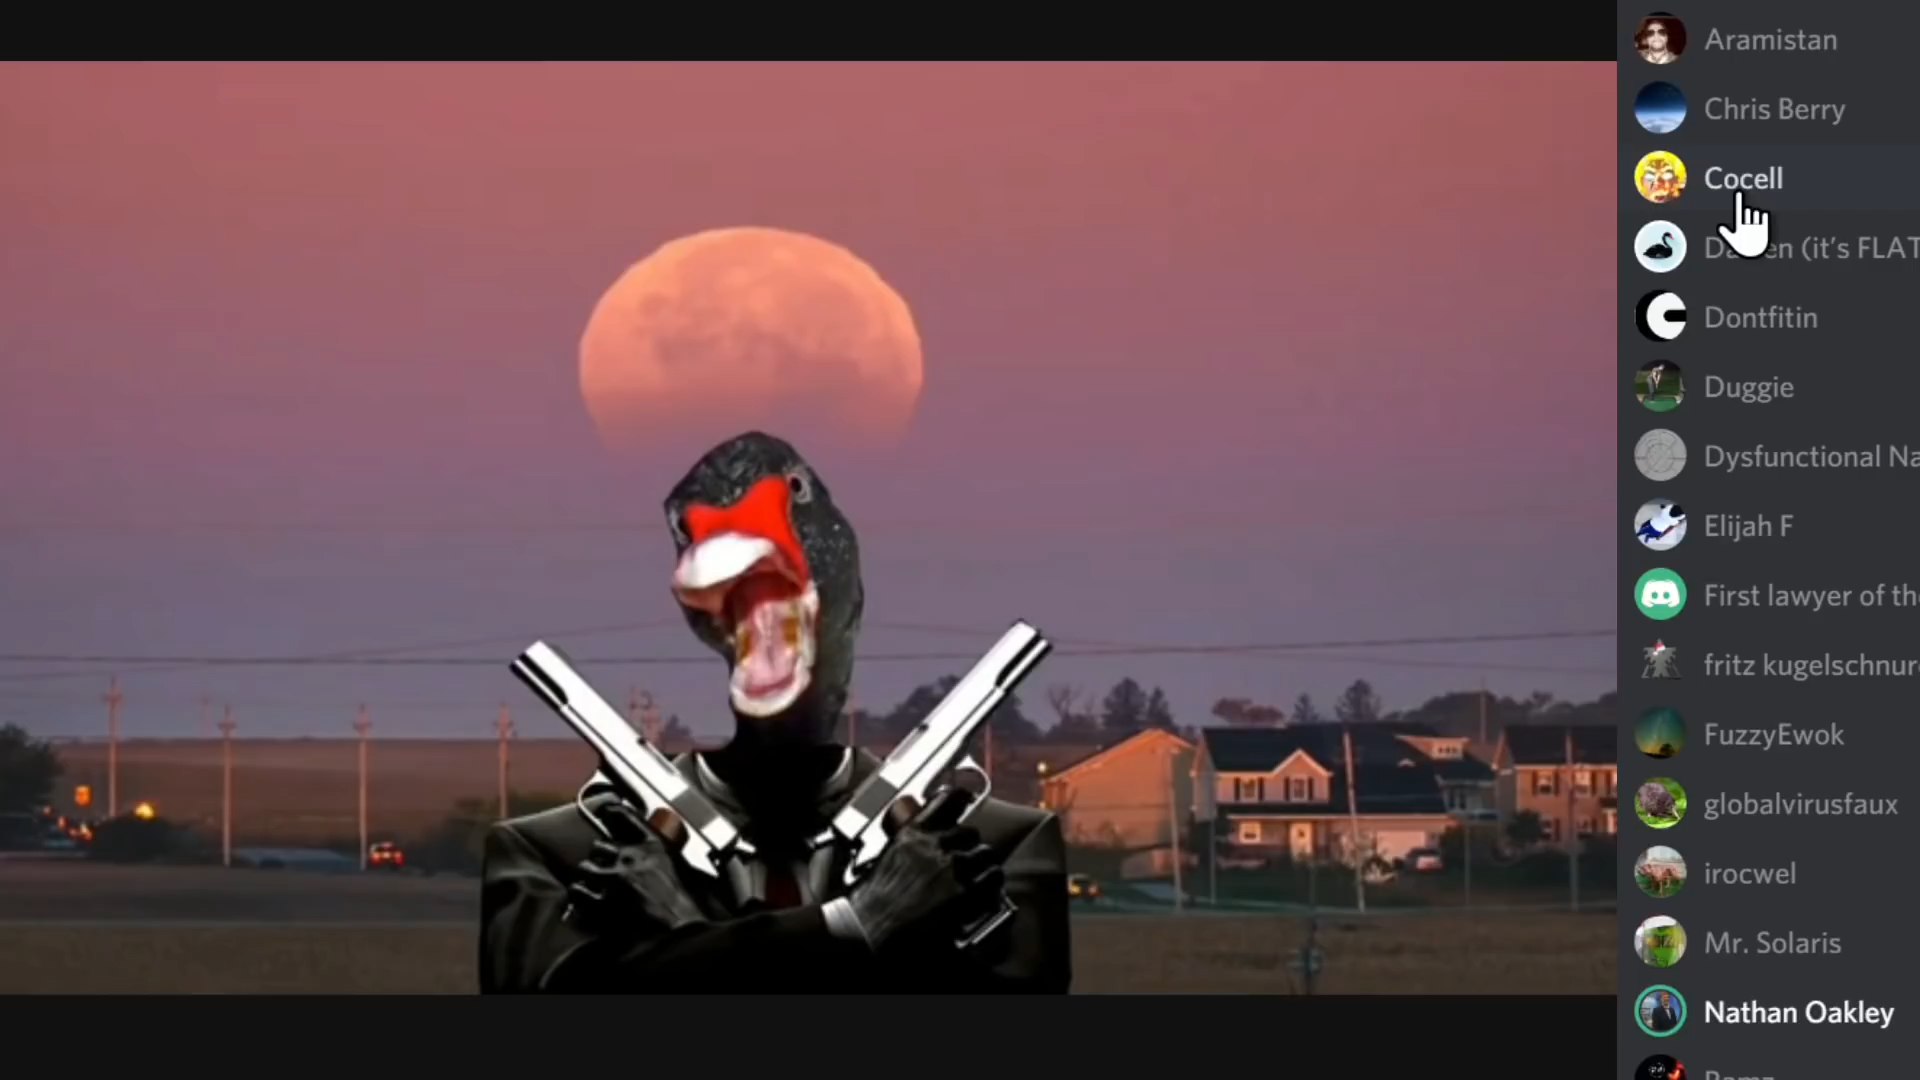 Aramistan
Chris Berry
Cocell
(it's FLAT
Dontfitin
Duggie
Dysfunctional Na
Elijah F
First lawyer of the
fritz kugelschnur
FuzzyEwok
globalvirusfaux
irocwel
Mr. Solaris
Nathan Oakley